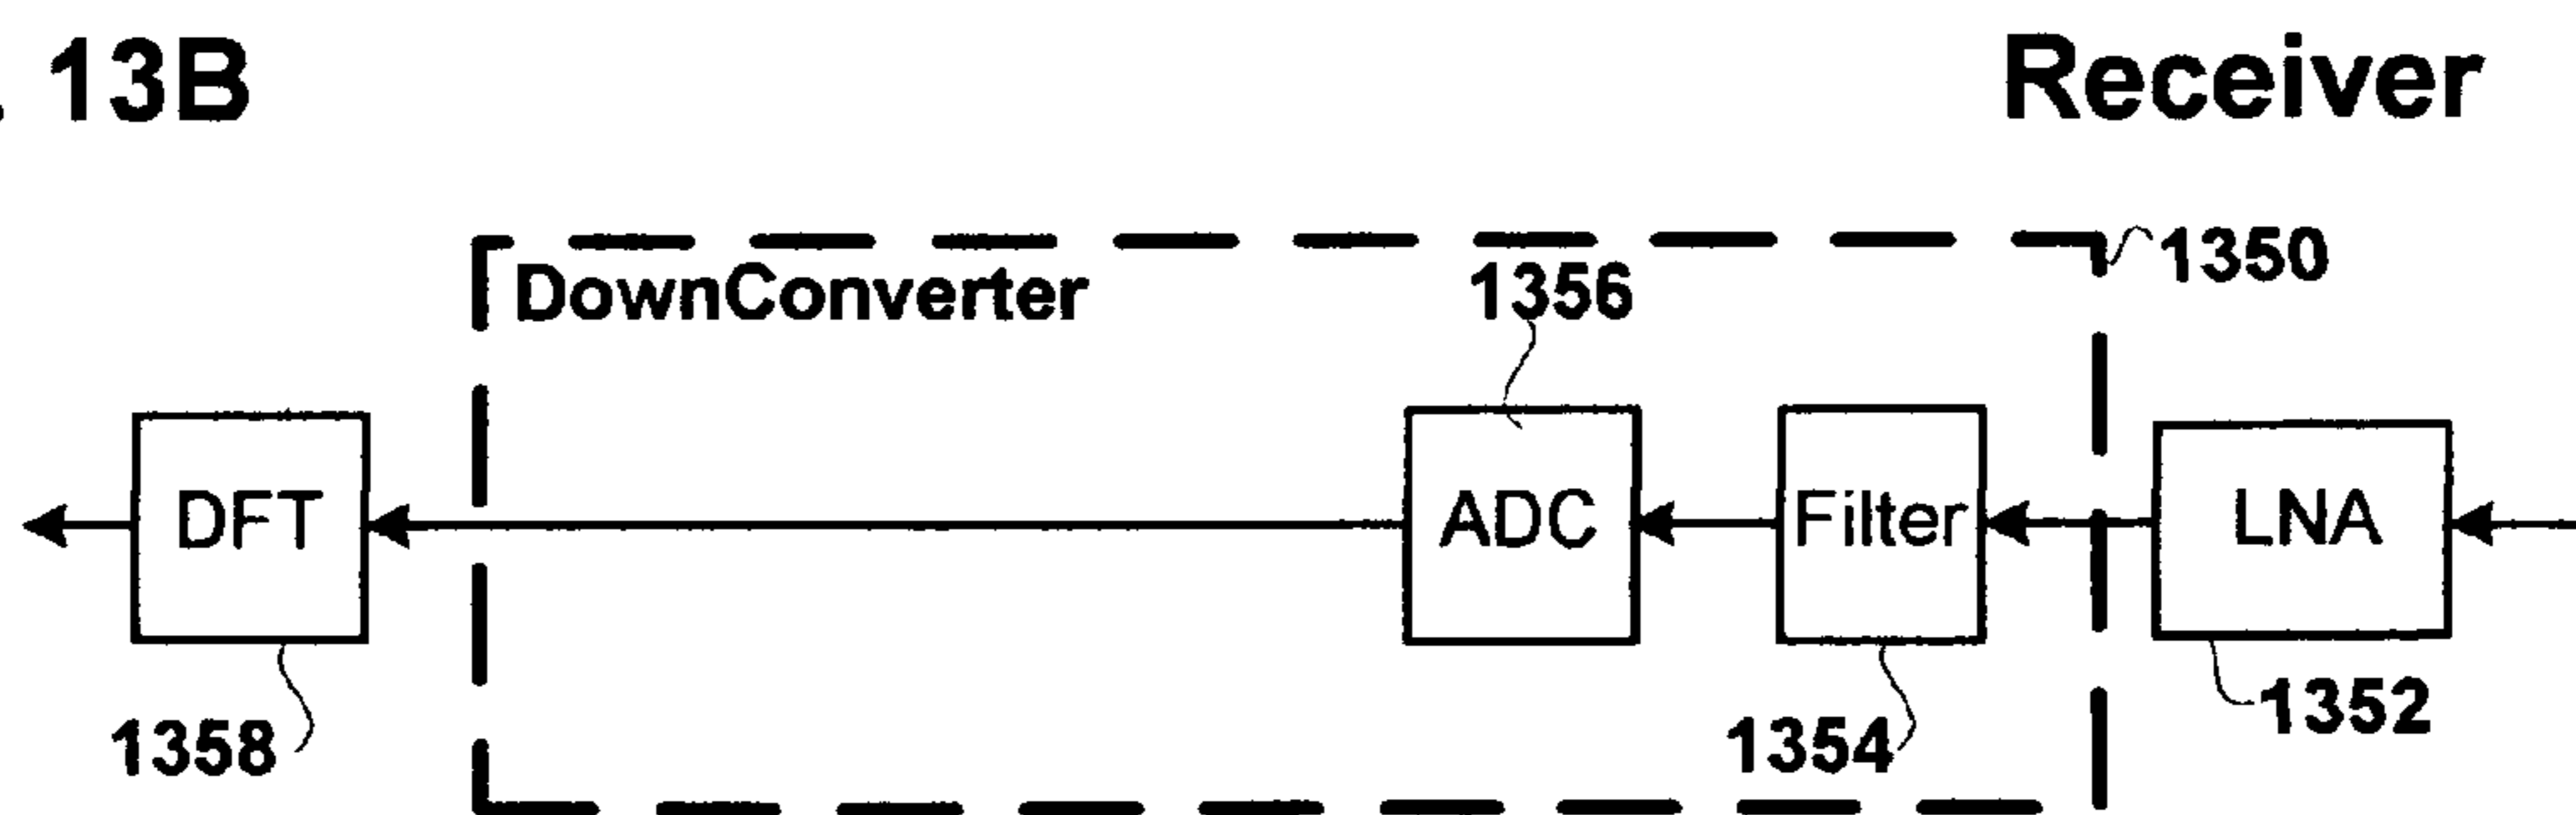 . 13B
Receiver
DownConverter
1356
1350
DFT
ADC
Filter
LNA
1358
1354
1352